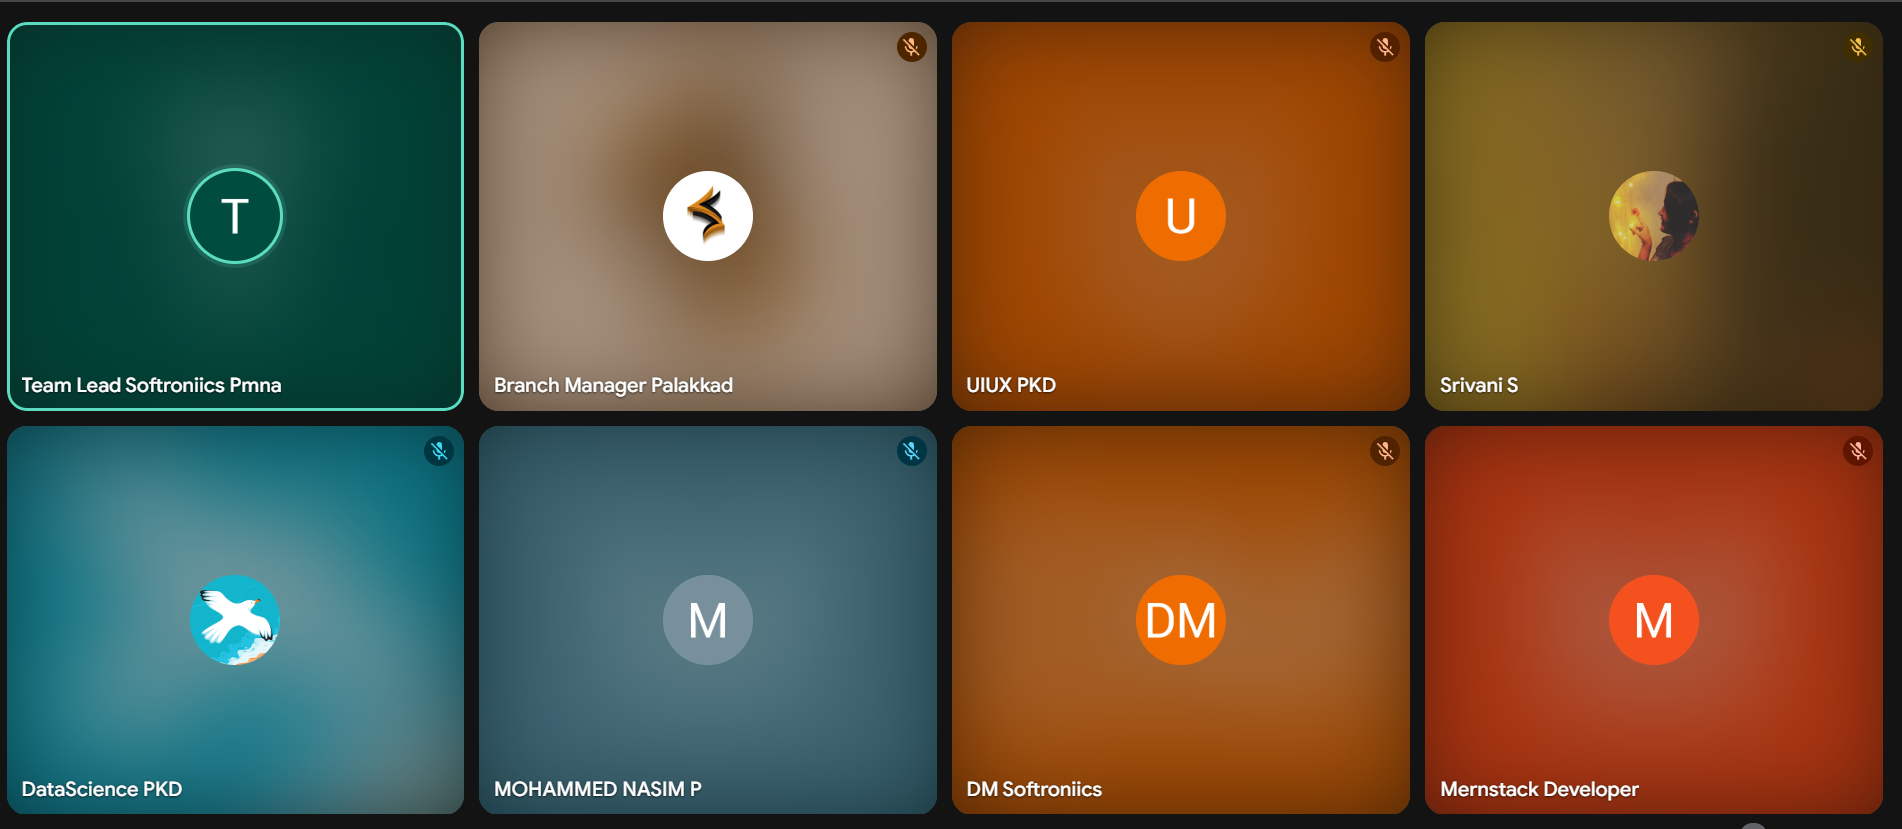 T
Team Lead Softroniics Pmna
Branch Manager Palakkad
U
UIUX PKD
Srivani S
DataScience PKD
M
MOHAMMED NASIM P
DM
DM Softroniics
M
Mernstack Developer